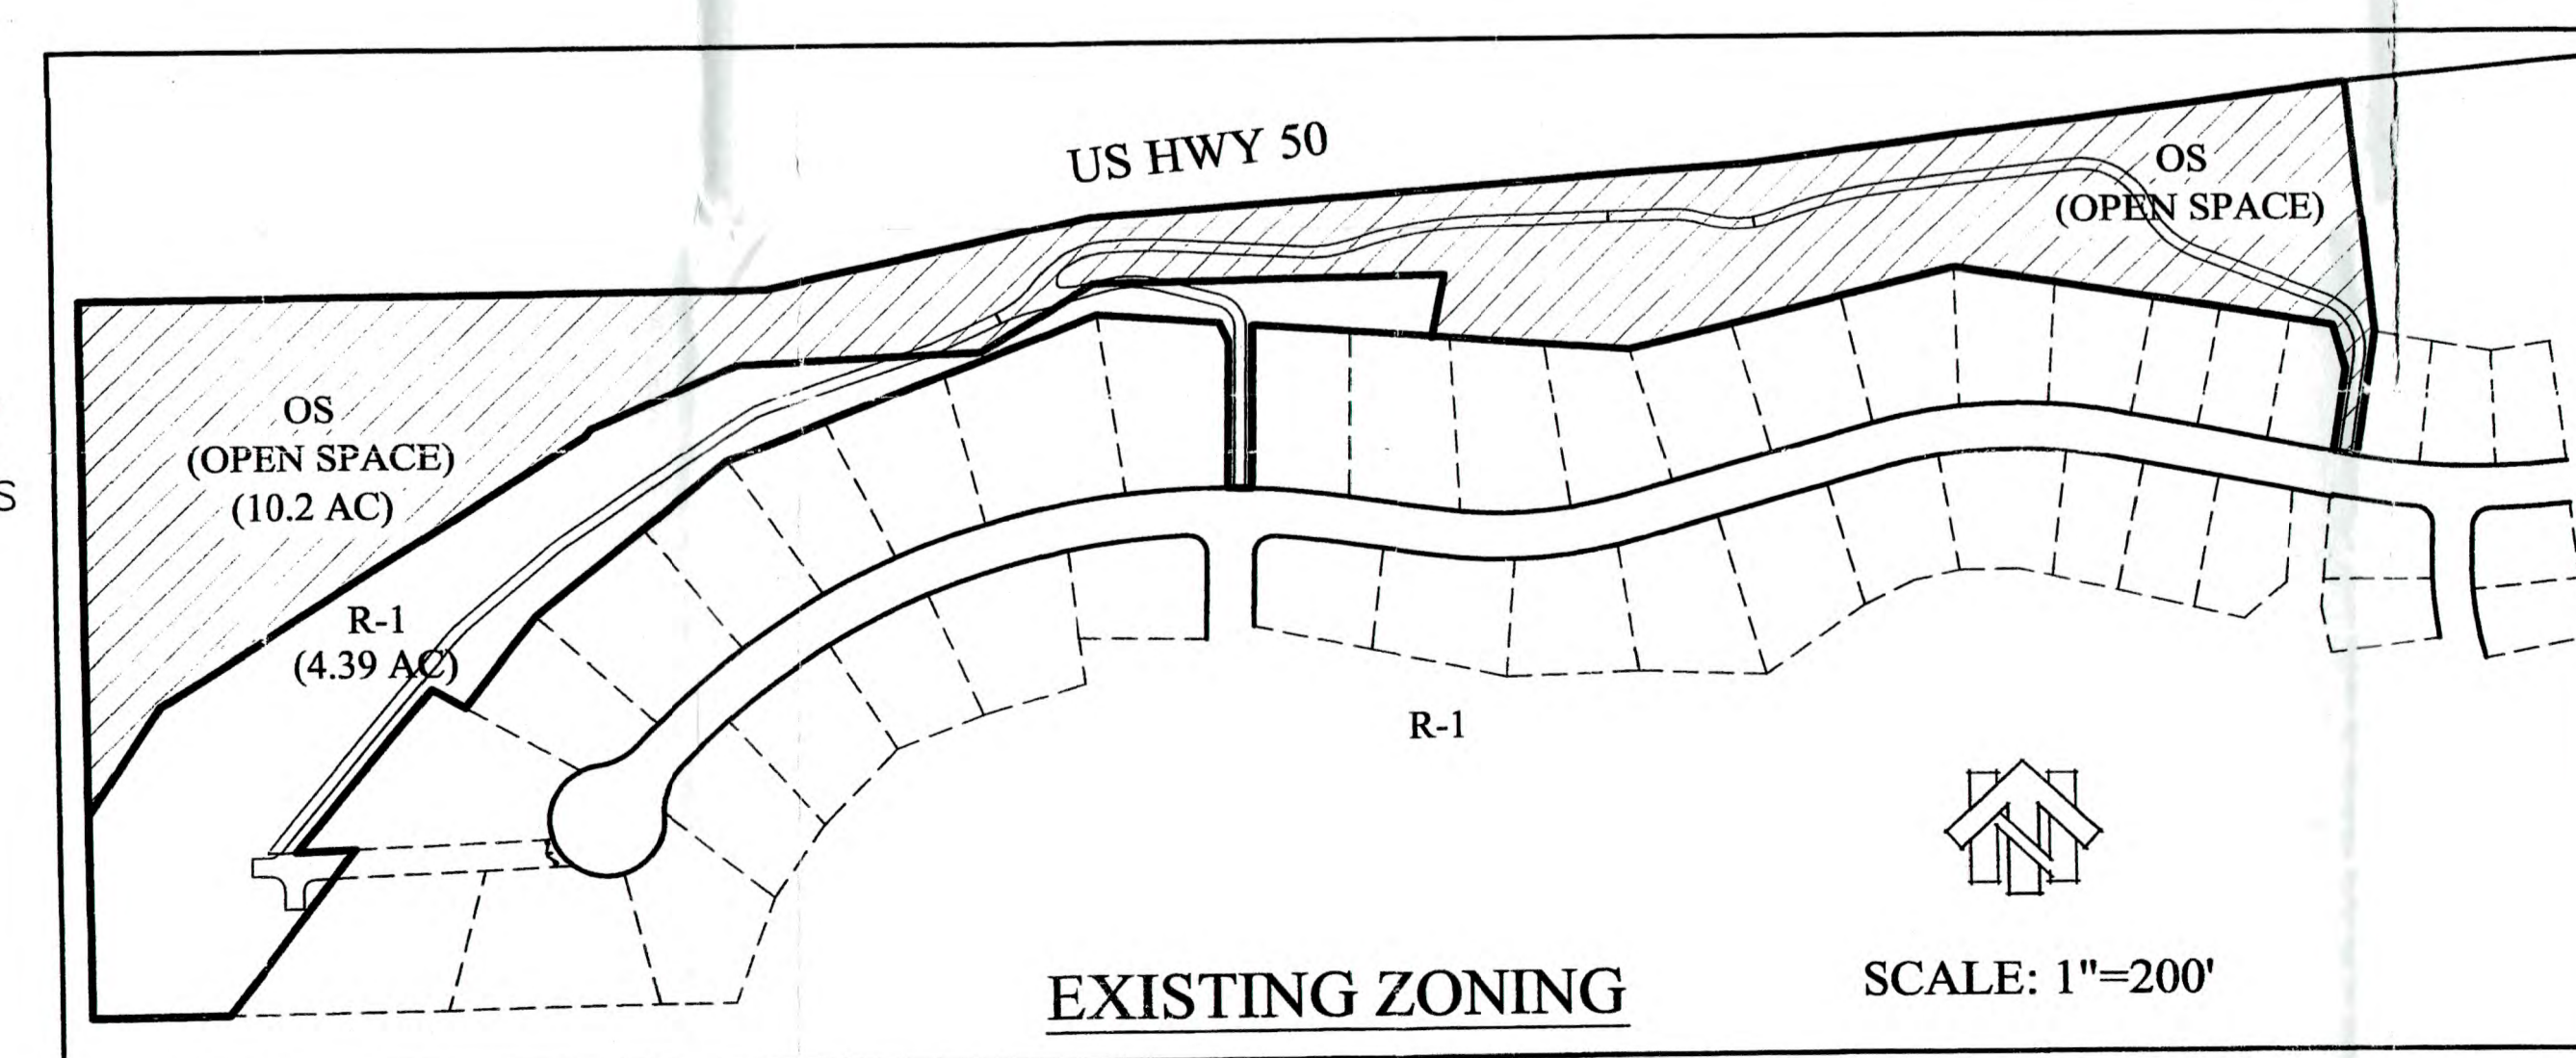 US HWY 50
OS
(OPEN SPACE)
OS
(OPEN SPACE)
(10.2 AC)
S
R-1
(4.39 AC)
R-1
N
EXISTING ZONING
SCALE: 1"=200'